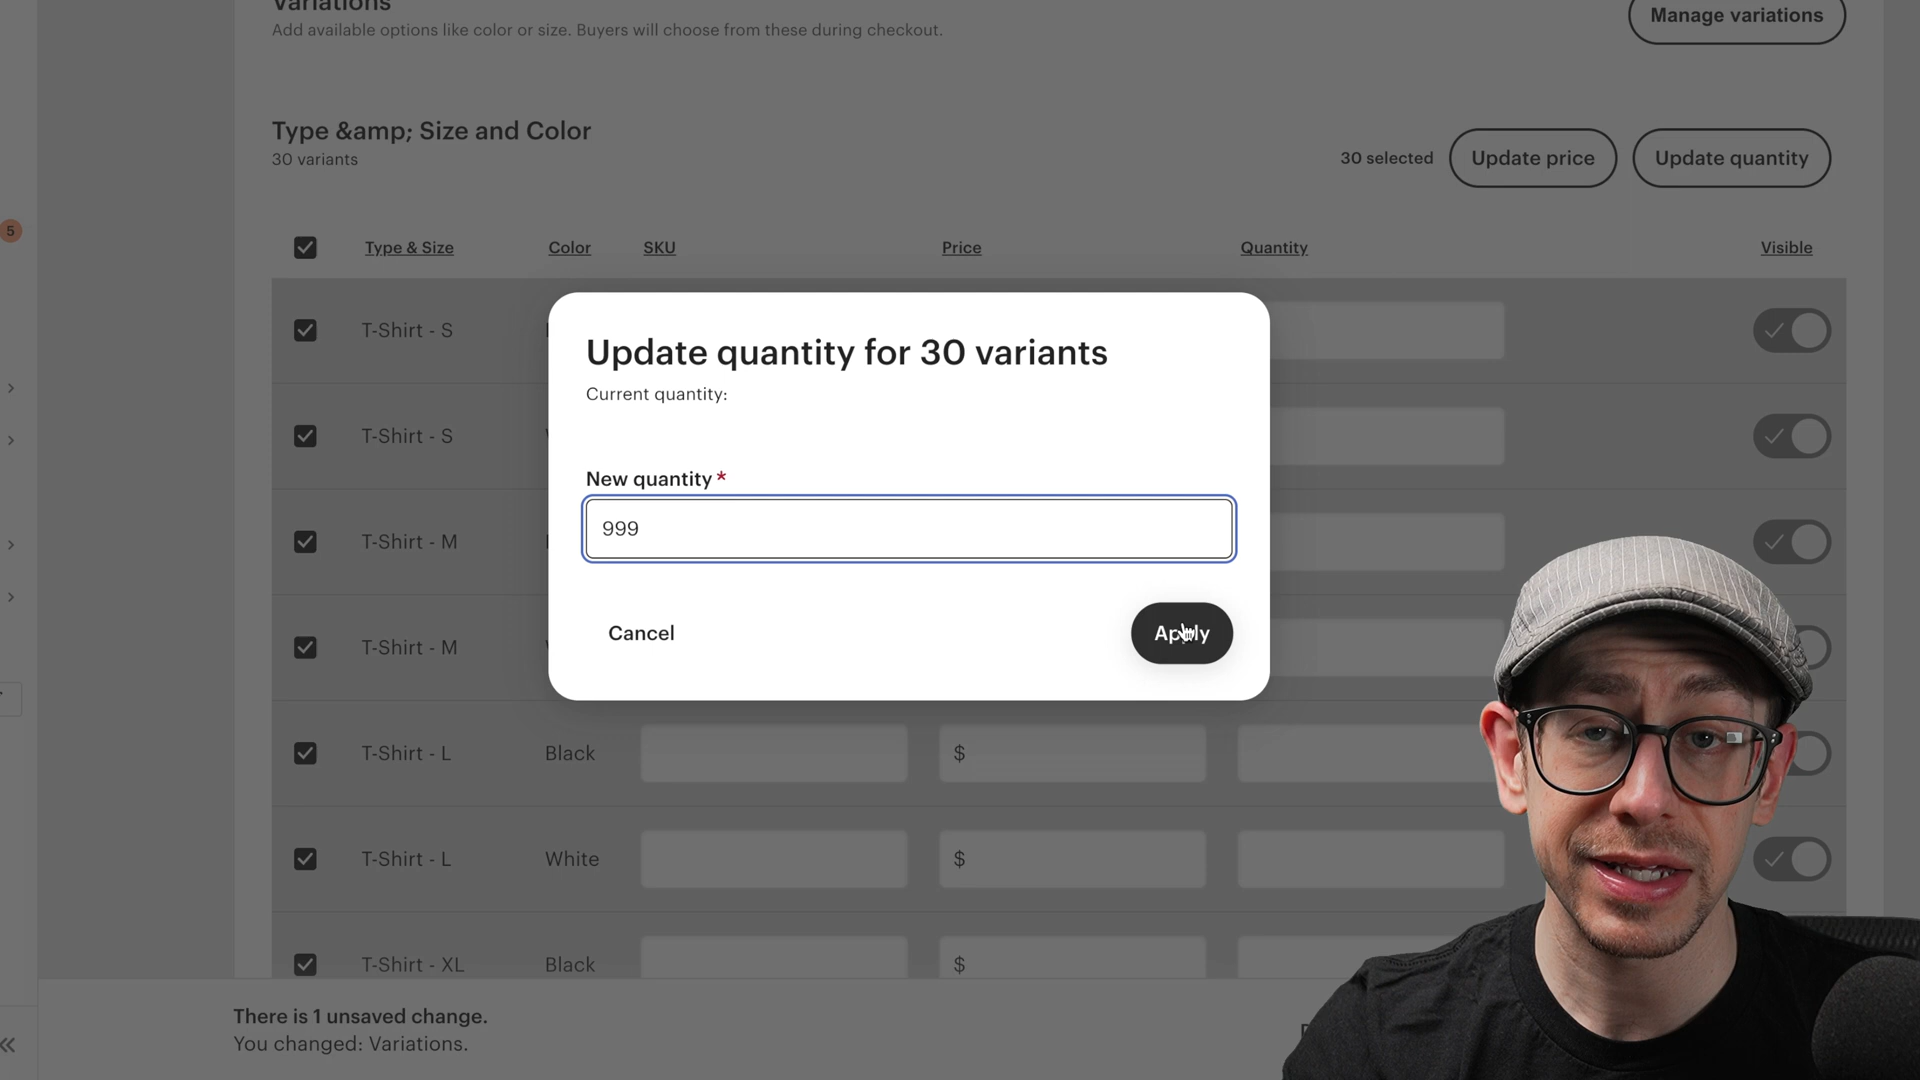 Variations
Add available options like color or size. Buyers will choose from these during checkout.
Manage variations
Type &amp; Size and Color
30 variants
30 selected
Update price
Update quantity
5
Type & Size
Color
SKU
Price
Quantity
Visible
T-Shirt - S
T-Shirt - S
T-Shirt - M
T-Shirt - M
Update quantity for 30 variants
Current quantity:
New quantity *
999
Cancel
Apply
T-Shirt - L
Black
$
T-Shirt - L
White
$
T-Shirt - XL
Black
$
There is 1 unsaved change.
You changed: Variations.